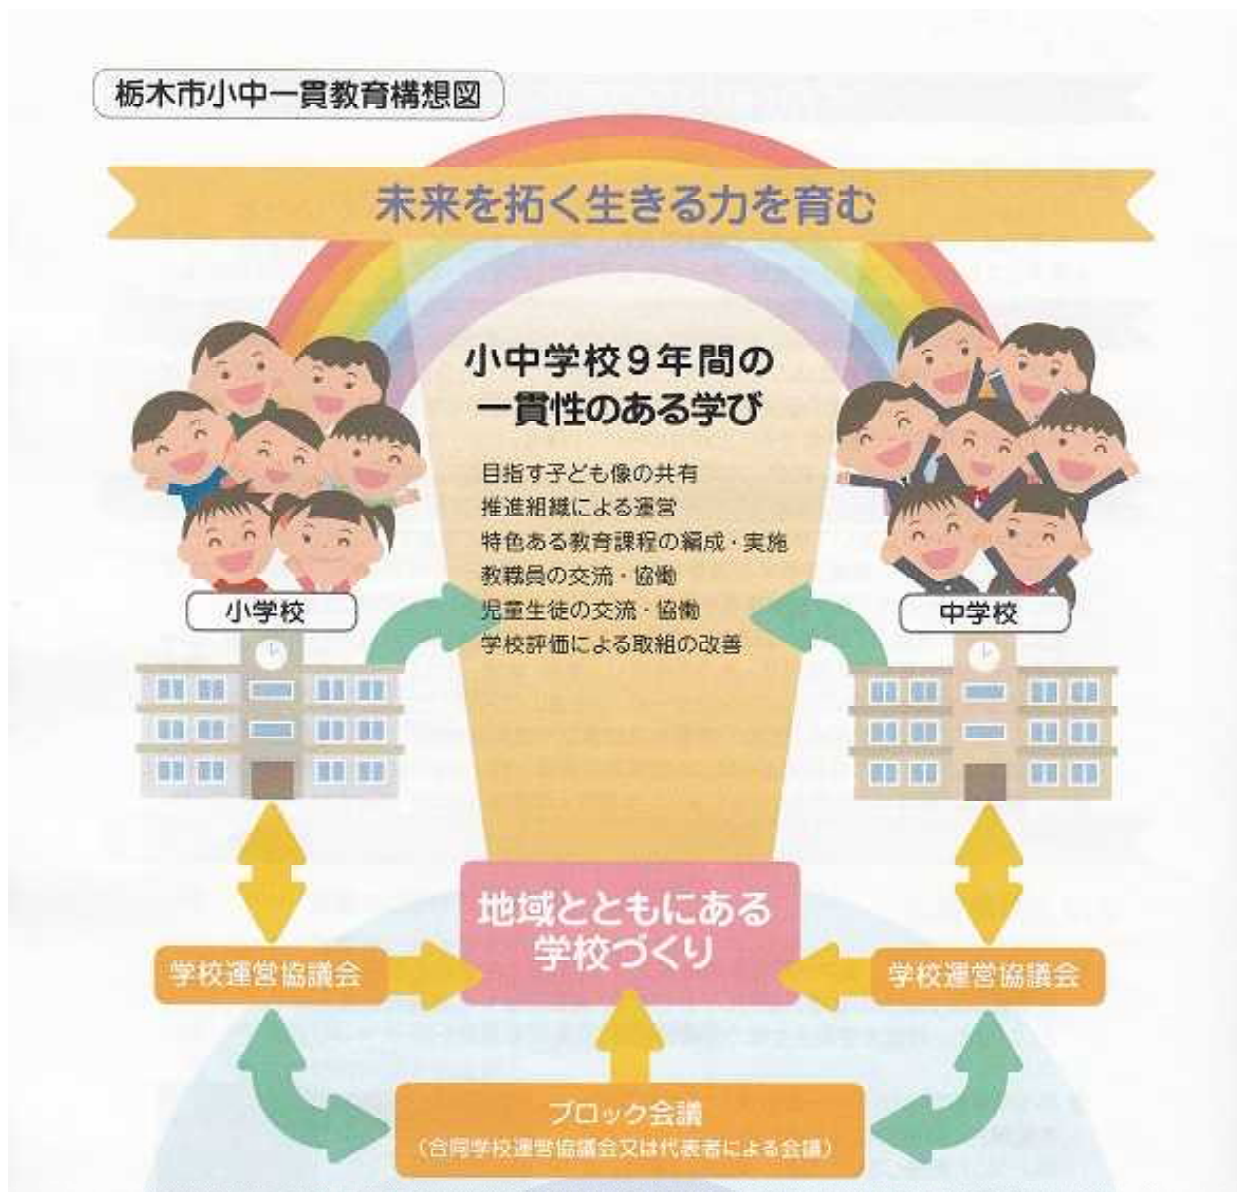 栃木市小中一貫教育構想図
未来を拓く生きる力を育む
小中学校9年間の
一貫性のある学び
目指す子ども像の共有
推進組織による運営
特色ある教育課程の編成・実施
教職員の交流・協働
児童生徒の交流・協働
学校評価による取組の改善
小学校
中学校
地域とともにある
学校づくり
学校運営協議会
学校運営協議会
ブロック会議
（合同学校運営協議会又は代表者による会議）